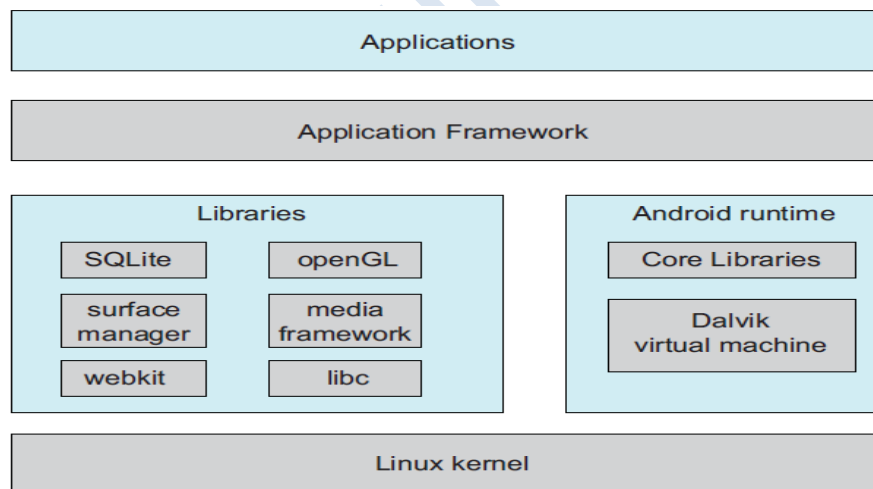 Applications
Application Framework
Libraries
SQLite
openGL
surface
manager
media
framework
webkit
libc
Android runtime
Core Libraries
Dalvik
virtual machine
Linux kernel